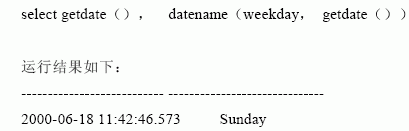 select getdate（）， datename（weekday， getdate（））
运行结果如下：
--------------------------- ------------------------------
2000-06-18 11:42:46.573 Sunday